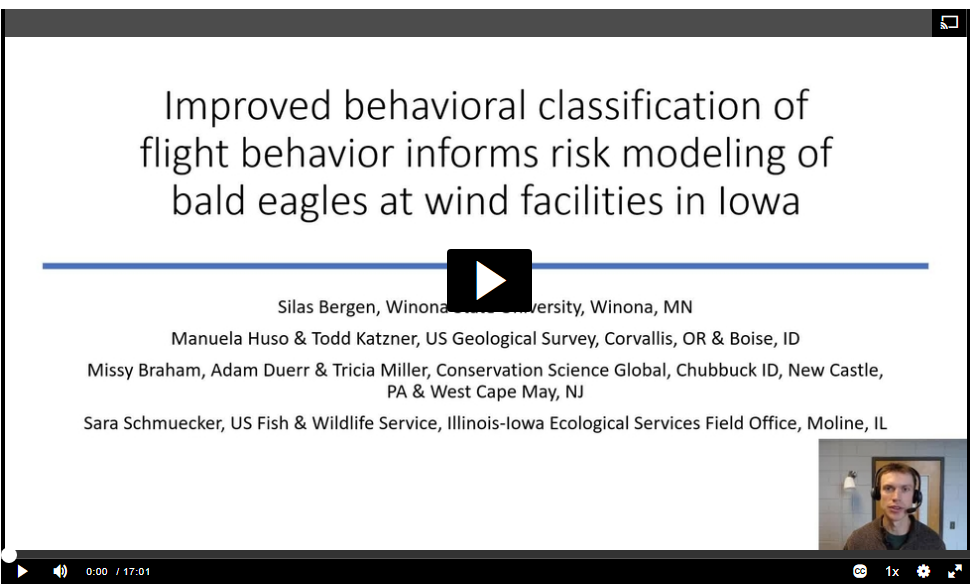 Improved behavioral classification of
flight behavior informs risk modeling of
bald eagles at wind facilities in Iowa
Silas Bergen, Winona State University, Winona, MN
Manuela Huso & Todd Katzner, US Geological Survey, Corvallis, OR & Boise, ID
Missy Braham, Adam Duerr & Tricia Miller, Conservation Science Global, Chubbuck ID, New Castle,
PA & West Cape May, NJ
Sara Schmuecker, US Fish & Wildlife Service, Illinois-Iowa Ecological Services Field Office, Moline, IL
0:00 / 17:01 CC 1x